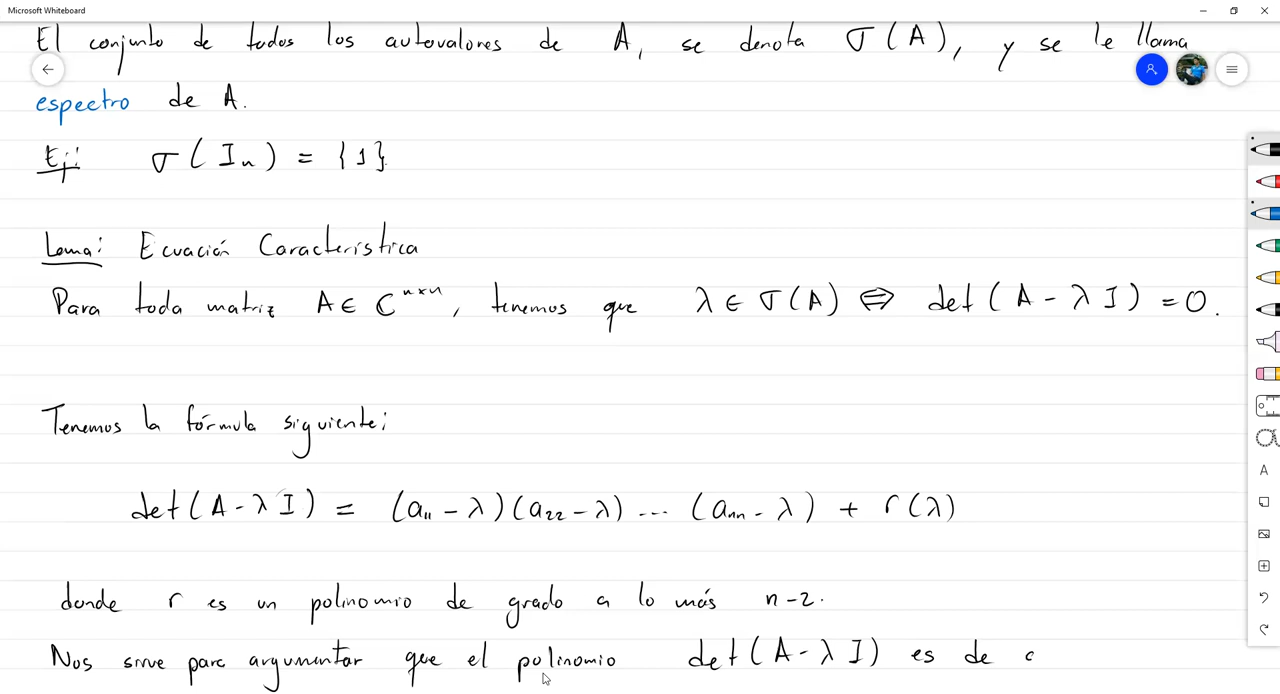 Microsoft Whiteboard
El conjunto de todos los autovalores de A, se denota σ(A), y se le llama
espectro de A.
Ej: σ(Iₙ) = {1}.
Lema: Ecuación Característica
Para toda matriz A ∈ ℂⁿˣⁿ, tenemos que λ ∈ σ(A) ⇔ det(A - λI) = 0.
Tenemos la fórmula siguiente:
det(A - λI) = (a₁₁ - λ)(a₂₂ - λ) ... (aₙₙ - λ) + r(λ)
donde r es un polinomio de grado a lo más n-2.
Nos sirve para argumentar que el polinomio det(A - λI) es de